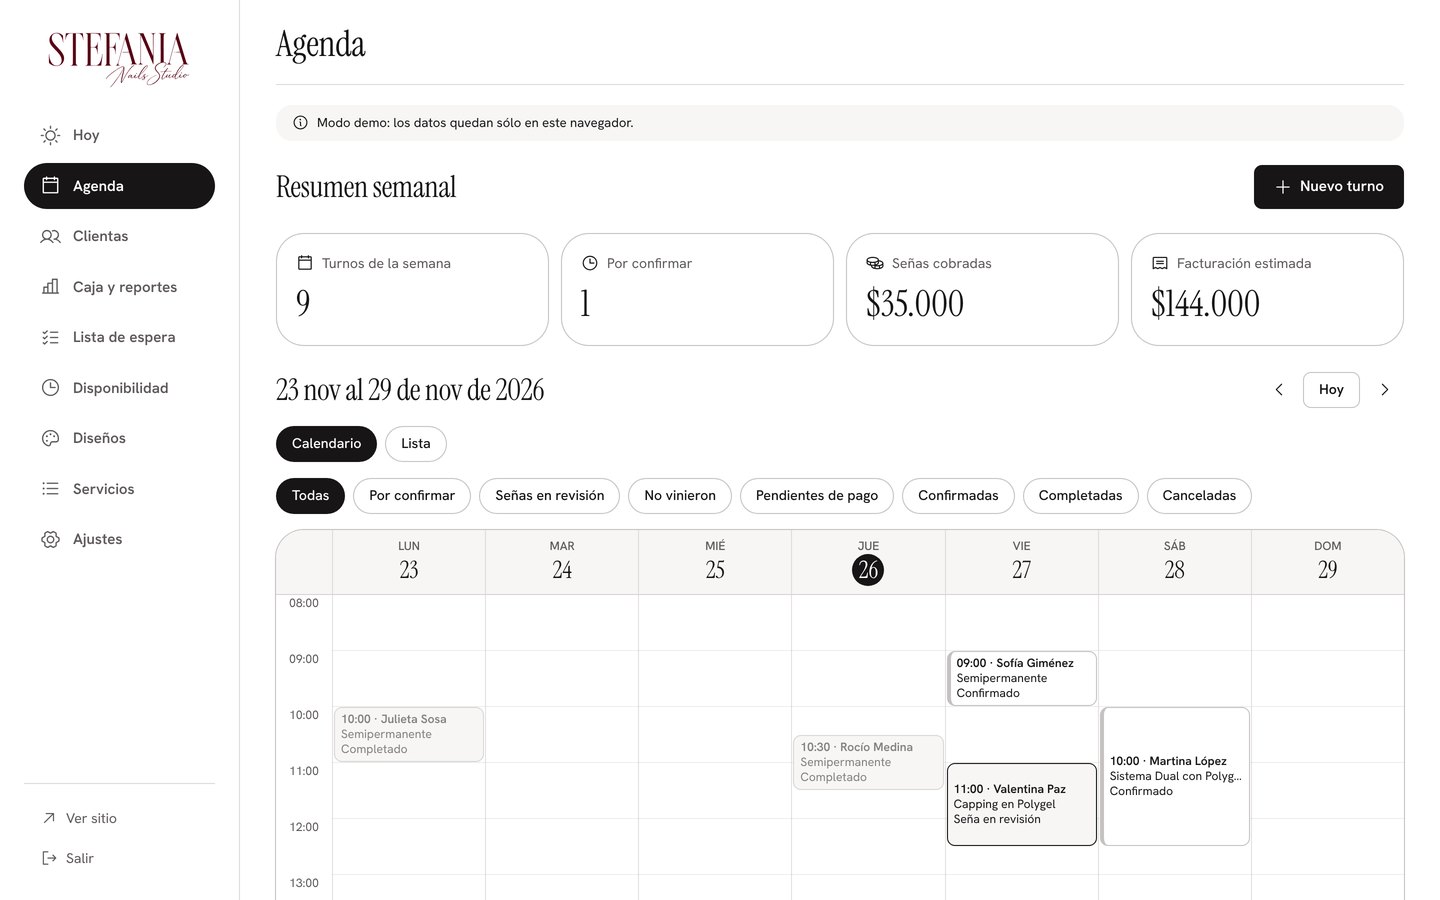 STEFANIA
Nails Studio
Hoy
Agenda
Clientas
Caja y reportes
Lista de espera
Disponibilidad
Diseños
Servicios
Ajustes
Ver sitio
Salir
Agenda
Modo demo: los datos quedan sólo en este navegador.
Resumen semanal
Nuevo turno
Turnos de la semana
9
Por confirmar
1
Señas cobradas
$35.000
Facturación estimada
$144.000
23 nov al 29 de nov de 2026
Hoy
Calendario
Lista
Todas
Por confirmar
Señas en revisión
No vinieron
Pendientes de pago
Confirmadas
Completadas
Canceladas
LUN
23
MAR
24
MIÉ
25
JUE
26
VIE
27
SÁB
28
DOM
29
08:00
09:00
10:00
11:00
12:00
13:00
10:00 · Julieta Sosa
Semipermanente
Completado
10:30 · Rocío Medina
Semipermanente
Completado
09:00 · Sofía Giménez
Semipermanente
Confirmado
11:00 · Valentina Paz
Capping en Polygel
Seña en revisión
10:00 · Martina López
Sistema Dual con Polyg...
Confirmado